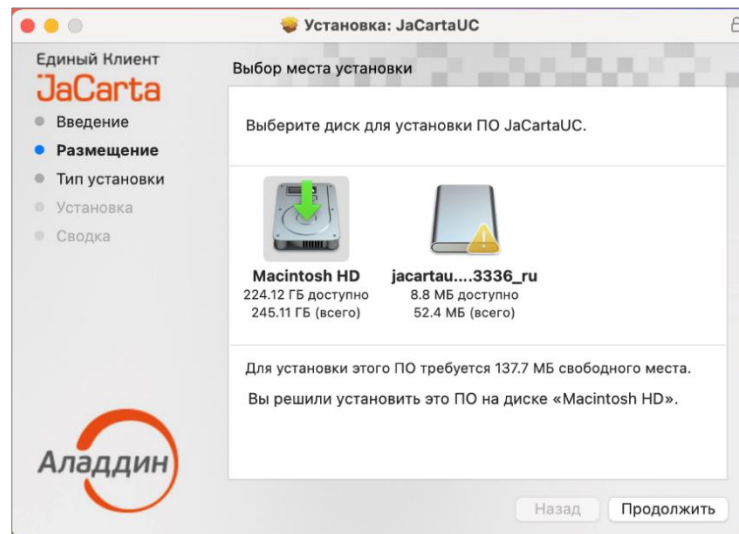 Установка: JaCartaUC
Единый Клиент
JaCarta
Введение
Размещение
Тип установки
Установка
Сводка
Выбор места установки
Выберите диск для установки ПО JaCartaUC.
Macintosh HD
224.12 ГБ доступно
245.11 ГБ (всего)
jacartau....3336_ru
8.8 МБ доступно
52.4 МБ (всего)
Для установки этого ПО требуется 137.7 МБ свободного места.
Вы решили установить это ПО на диске «Macintosh HD».
Аладдин
Назад
Продолжить